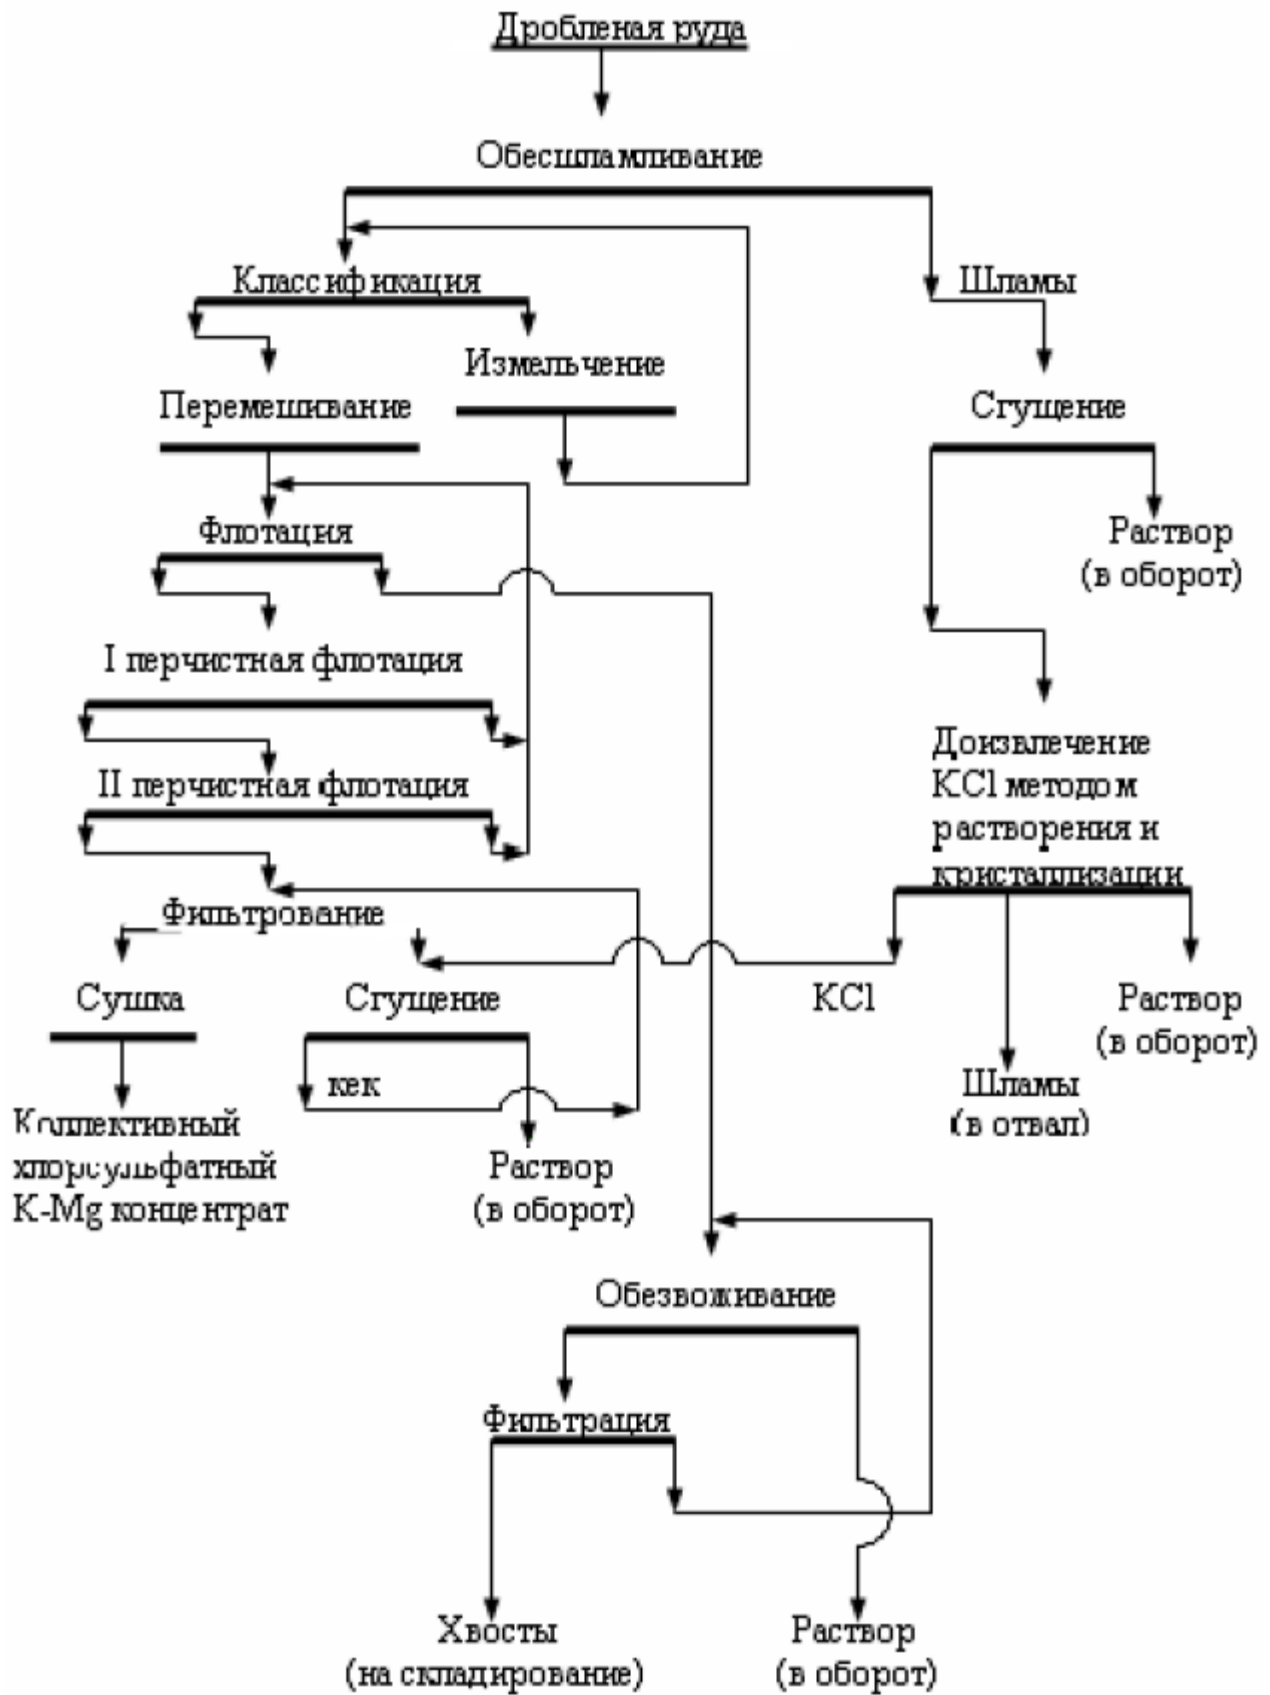 Дробленая руда
Обесшламливание
Классификация
Шламы
Измельчение
Перемешивание
Сгущение
Флотация
Раствор
(в оборот)
I перчистная флотация
Доизвлечение
KCl методом
растворения и
кристаллизации
II перчистная флотация
Фильтрование
Сушка
Сгущение
KCl
Раствор
(в оборот)
кек
Шламы
(в отвал)
Коллективный
хлорсульфатный
K-Mg концентрат
Раствор
(в оборот)
Обезвоживание
Фильтрация
Хвосты
(на складирование)
Раствор
(в оборот)